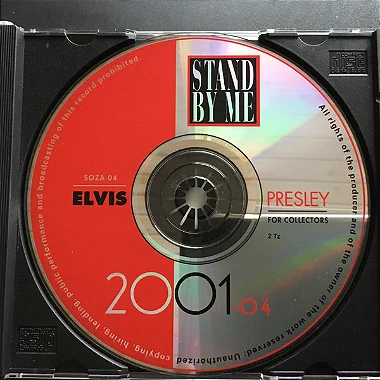 STAND
BY ME
SOZA 04
ELVIS PRESLEY
FOR COLLECTORS
2 Tz
2001-04
All rights of the producer and of the owner of the work reserved. Unauthorized copying, hiring, lending, public performance and broadcasting of this record prohibited.